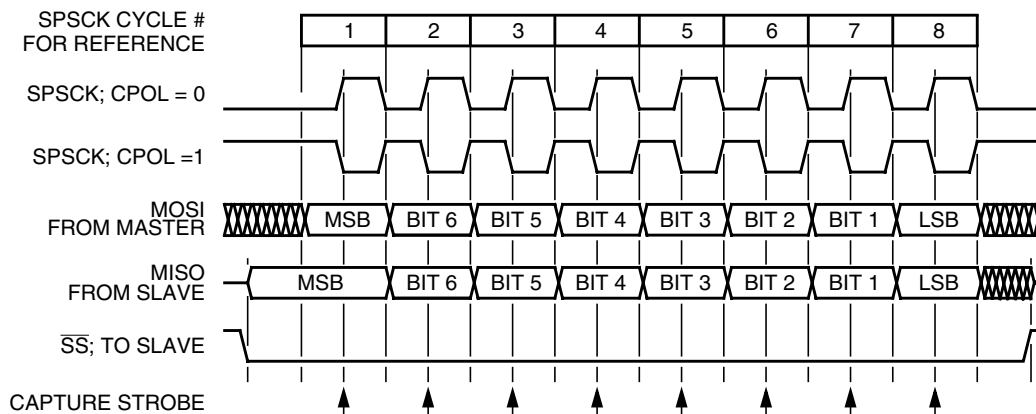 SPSCK CYCLE #
FOR REFERENCE
1 2 3 4 5 6 7 8
SPSCK; CPOL = 0
SPSCK; CPOL =1
MOSI
FROM MASTER
MSB BIT 6 BIT 5 BIT 4 BIT 3 BIT 2 BIT 1 LSB
MISO
FROM SLAVE
MSB BIT 6 BIT 5 BIT 4 BIT 3 BIT 2 BIT 1 LSB
S̅S̅; TO SLAVE
CAPTURE STROBE